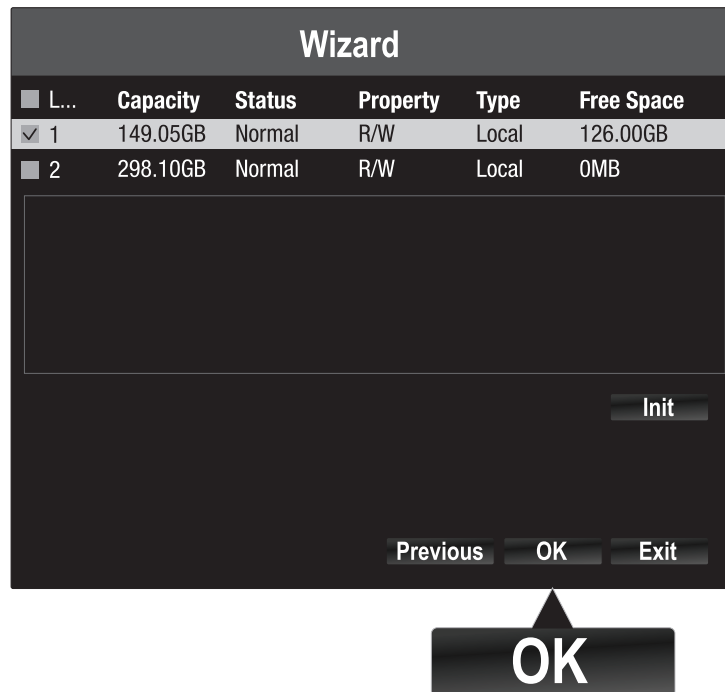 Wizard
L... Capacity Status Property Type Free Space
1 149.05GB Normal R/W Local 126.00GB
2 298.10GB Normal R/W Local 0MB
Init
Previous OK Exit
OK